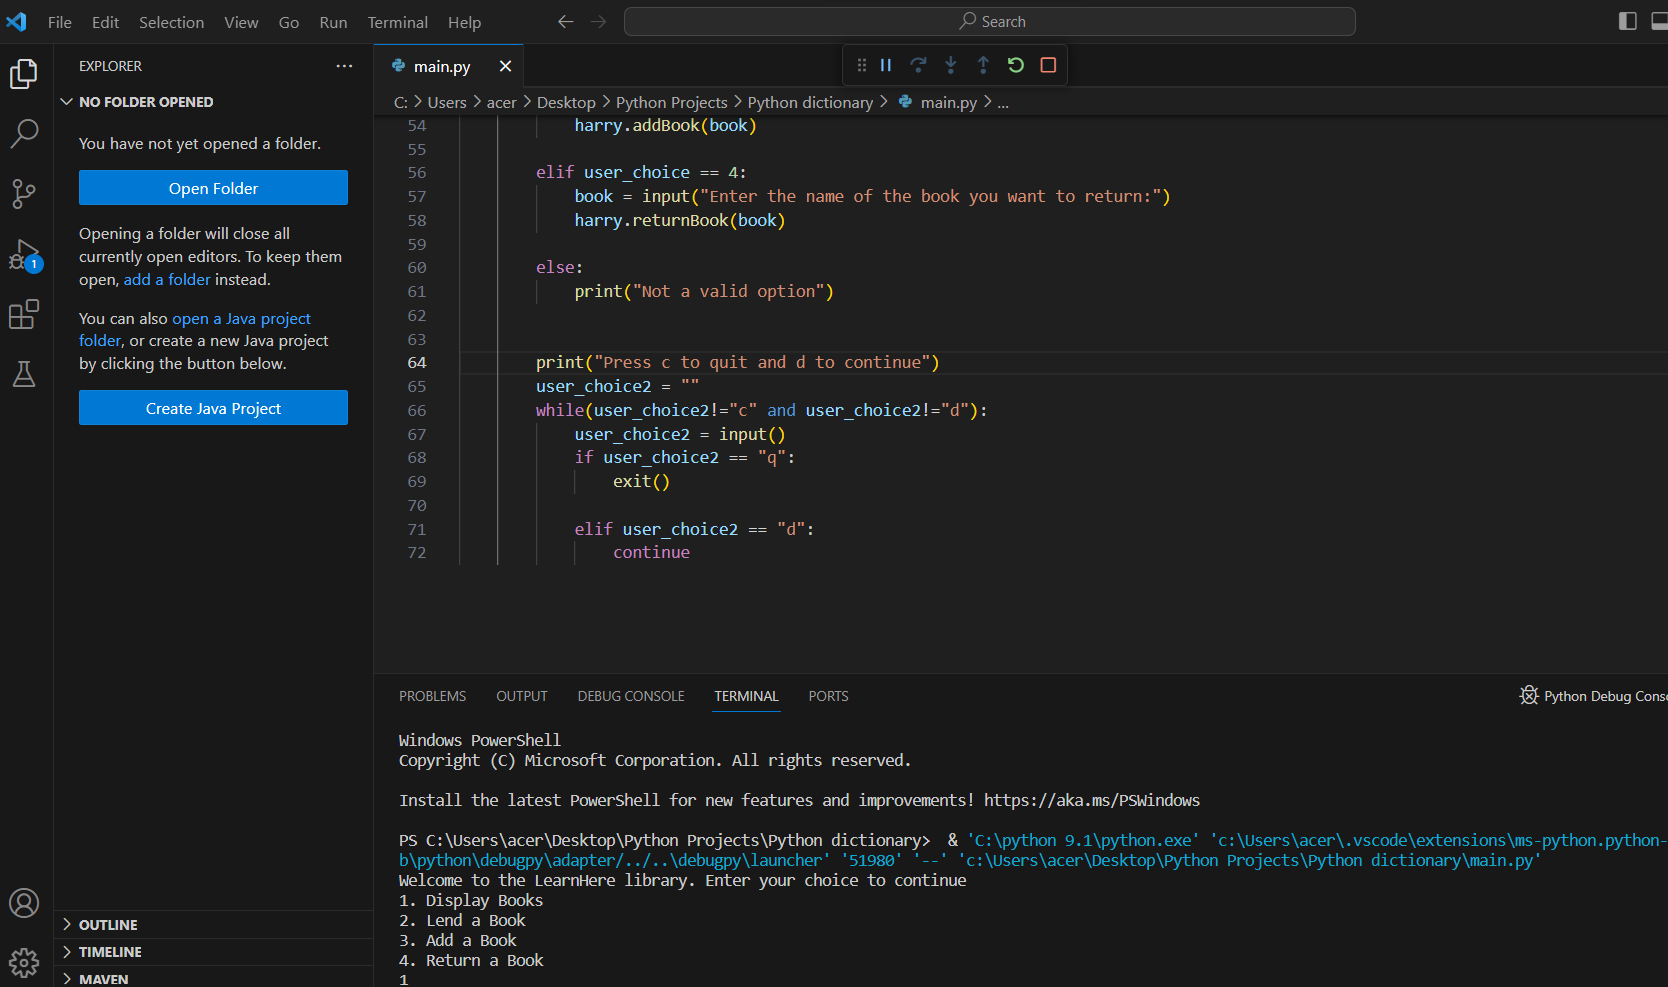 File Edit Selection View Go Run Terminal Help
Search
EXPLORER
NO FOLDER OPENED
You have not yet opened a folder.
Open Folder
Opening a folder will close all
currently open editors. To keep them
open, add a folder instead.
You can also open a Java project
folder, or create a new Java project
by clicking the button below.
Create Java Project
1
OUTLINE
TIMELINE
MAVEN
main.py
C: > Users > acer > Desktop > Python Projects > Python dictionary > main.py > ...
54 harry.addBook(book)
55
56 elif user_choice == 4:
57 book = input("Enter the name of the book you want to return:")
58 harry.returnBook(book)
59
60 else:
61 print("Not a valid option")
62
63
64 print("Press c to quit and d to continue")
65 user_choice2 = ""
66 while(user_choice2!="c" and user_choice2!="d"):
67 user_choice2 = input()
68 if user_choice2 == "q":
69 exit()
70
71 elif user_choice2 == "d":
72 continue
PROBLEMS OUTPUT DEBUG CONSOLE TERMINAL PORTS
Python Debug Conso
Windows PowerShell
Copyright (C) Microsoft Corporation. All rights reserved.
Install the latest PowerShell for new features and improvements! https://aka.ms/PSWindows
PS C:\Users\acer\Desktop\Python Projects\Python dictionary>  & 'C:\python 9.1\python.exe' 'c:\Users\acer\.vscode\extensions\ms-python.python-
b\python\debugpy\adapter/../..\debugpy\launcher' '51980' '--' 'c:\Users\acer\Desktop\Python Projects\Python dictionary\main.py'
Welcome to the LearnHere library. Enter your choice to continue
1. Display Books
2. Lend a Book
3. Add a Book
4. Return a Book
1